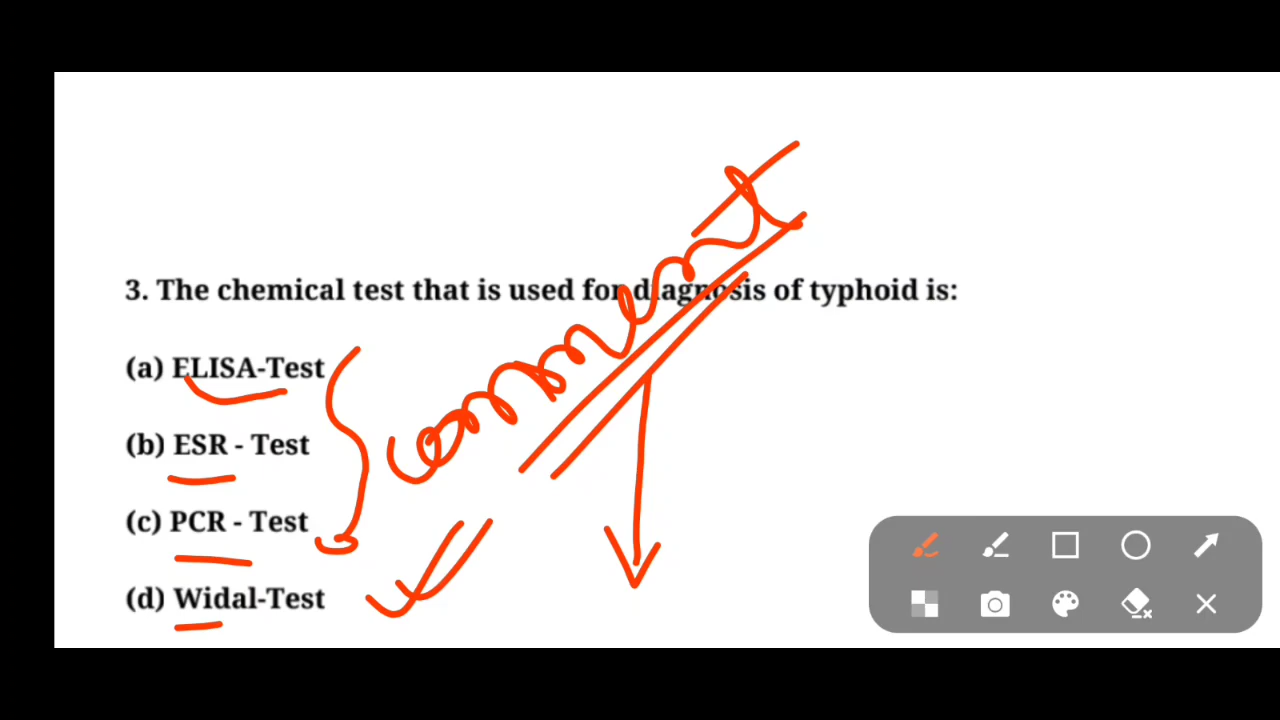 3. The chemical test that is used for diagnosis of typhoid is:
(a) ELISA-Test
(b) ESR - Test
(c) PCR - Test
(d) Widal-Test
comment